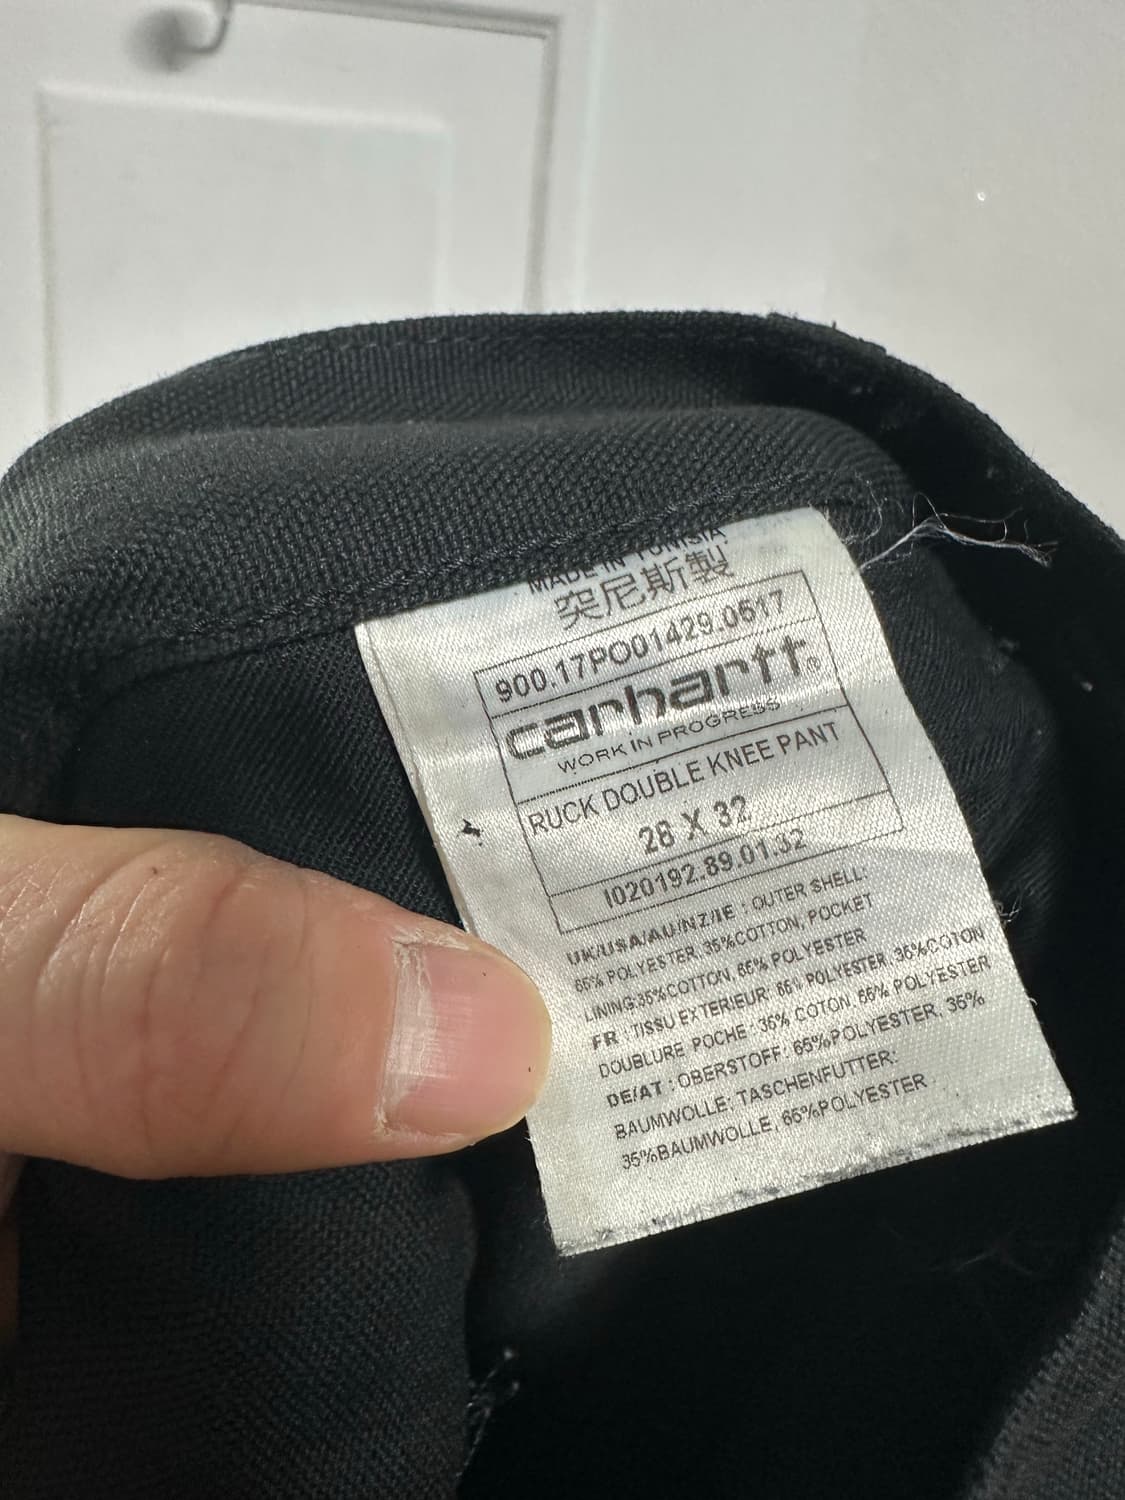 MADE IN TUNISIA
突尼斯製
900.17PO01429.0617
carhartt®
WORK IN PROGRESS
RUCK DOUBLE KNEE PANT
28 X 32
I020192.89.01.32
UK/USA/AU/NZ/IE : OUTER SHELL:
65% POLYESTER, 35%COTTON, POCKET
LINING:35%COTTON, 65% POLYESTER
FR : TISSU EXTERIEUR: 65% POLYESTER, 35%COTON
DOUBLURE POCHE : 35% COTON, 65% POLYESTER
DE/AT : OBERSTOFF: 65%POLYESTER, 35%
BAUMWOLLE, TASCHENFUTTER:
35%BAUMWOLLE, 65%POLYESTER